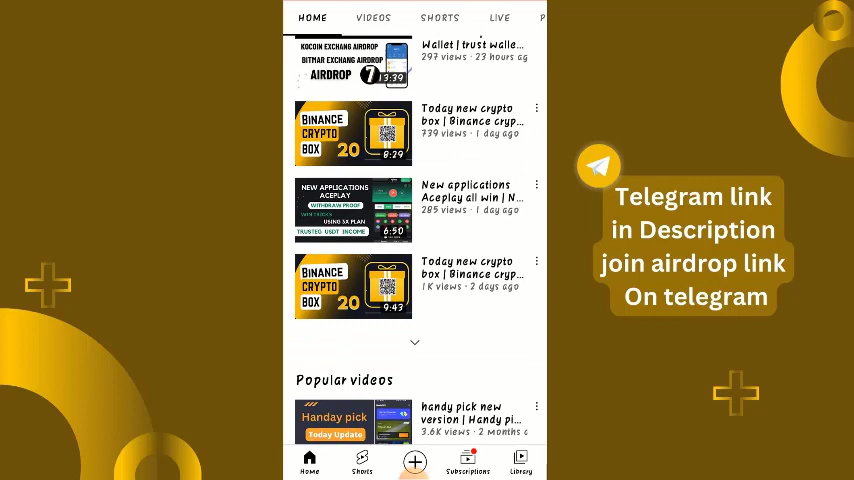 HOME VIDEOS SHORTS LIVE P
KOCOIN EXCHANG AIRDROP
BITMAR EXCHANG AIRDROP
AIRDROP 7
13:39
Wallet | trust walle...
297 views · 23 hours ag
BINANCE
CRYPTO
BOX 20
8:29
Today new crypto
box | Binance cryp...
739 views · 1 day ago
NEW APPLICATIONS
ACEPLAY
WITHDRAW PROOF
WIN TRICKS
USING 3X PLAN
TRUSTEG USDT INCOME
6:50
New applications
Aceplay all win | N...
285 views · 1 day ago
BINANCE
CRYPTO
BOX 20
9:43
Today new crypto
box | Binance cryp...
1K views · 2 days ago
Popular videos
Handay pick
Today Update
handy pick new
version | Handy pi...
3.6K views · 2 months
Home Shorts Subscriptions Library
Telegram link
in Description
join airdrop link
On telegram